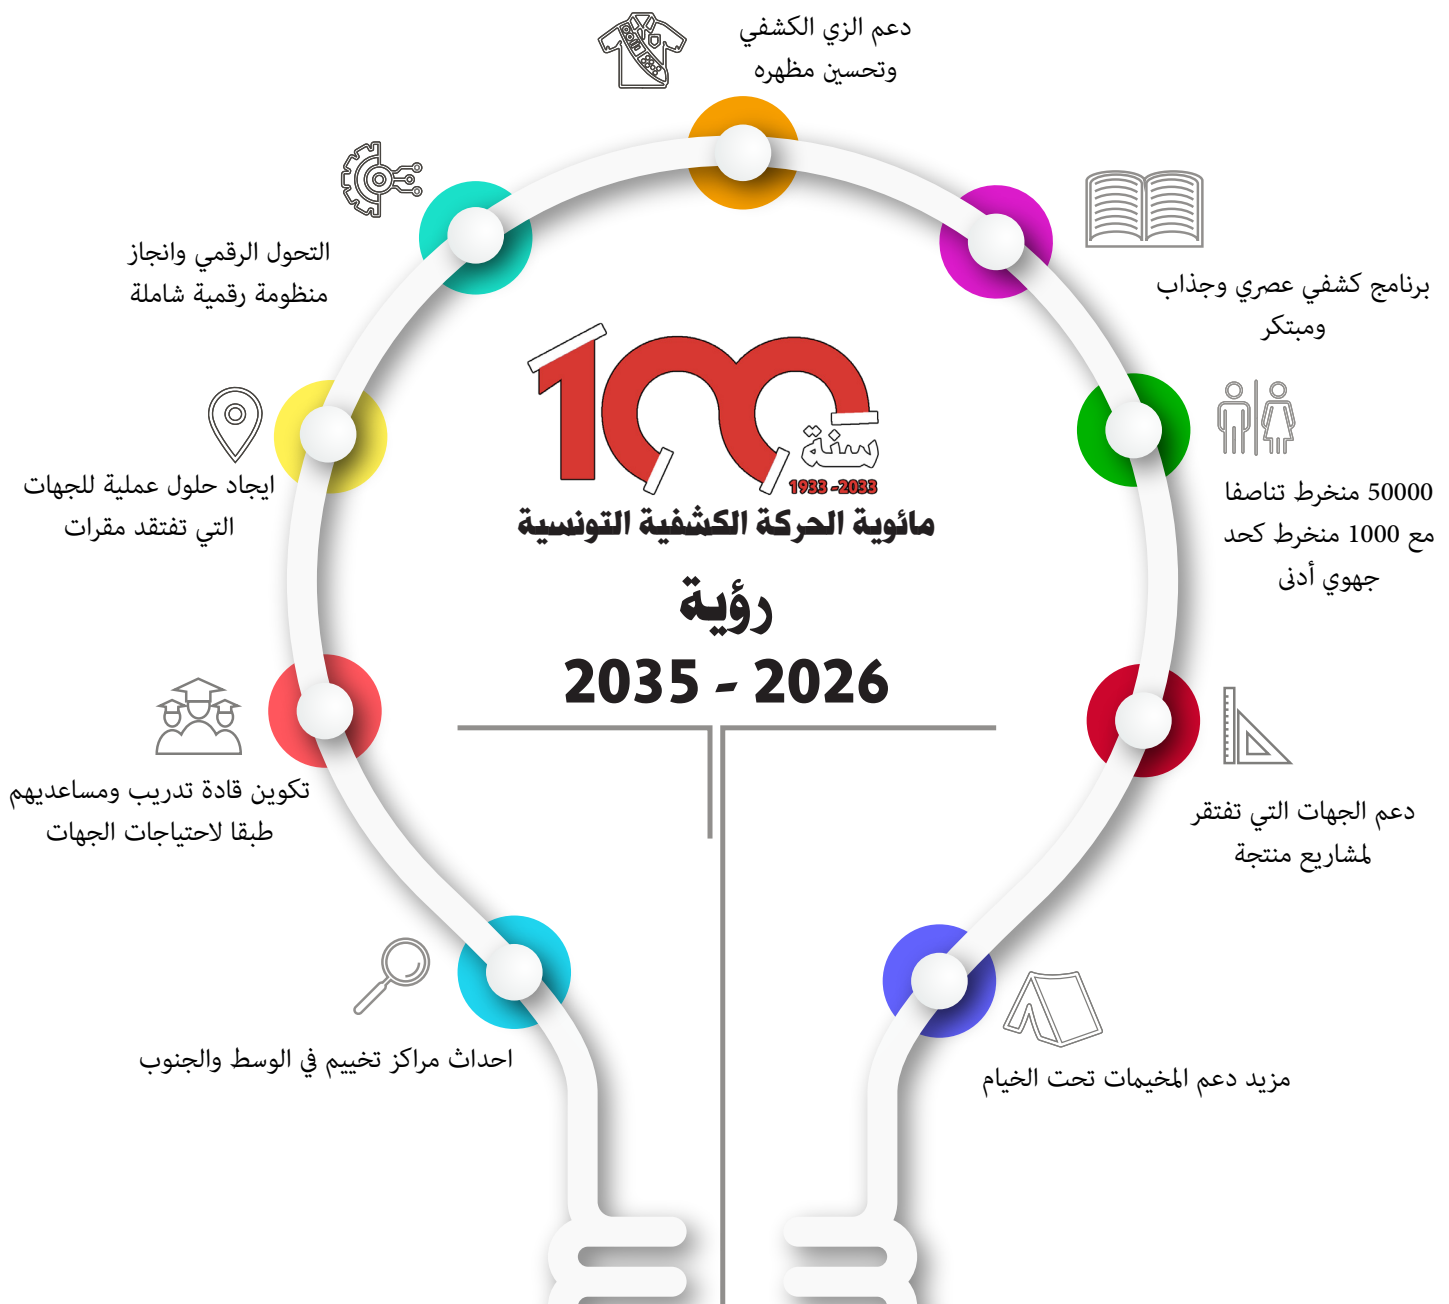 دعم الزي الكشفي
وتحسين مظهره
برنامج كشفي عصري وجذاب
ومبتكر
50000 منخرط تناصفا
مع 1000 منخرط كحد
جهوي أدنى
دعم الجهات التي تفتقر
لمشاريع منتجة
مزيد دعم المخيمات تحت الخيام
التحول الرقمي وانجاز
منظومة رقمية شاملة
ايجاد حلول عملية للجهات
التي تفتقد مقرات
تكوين قادة تدريب ومساعديهم
طبقا لاحتياجات الجهات
احداث مراكز تخييم في الوسط والجنوب
100
سنة
1933 -2033
مائوية الحركة الكشفية التونسية
رؤية
2026 - 2035